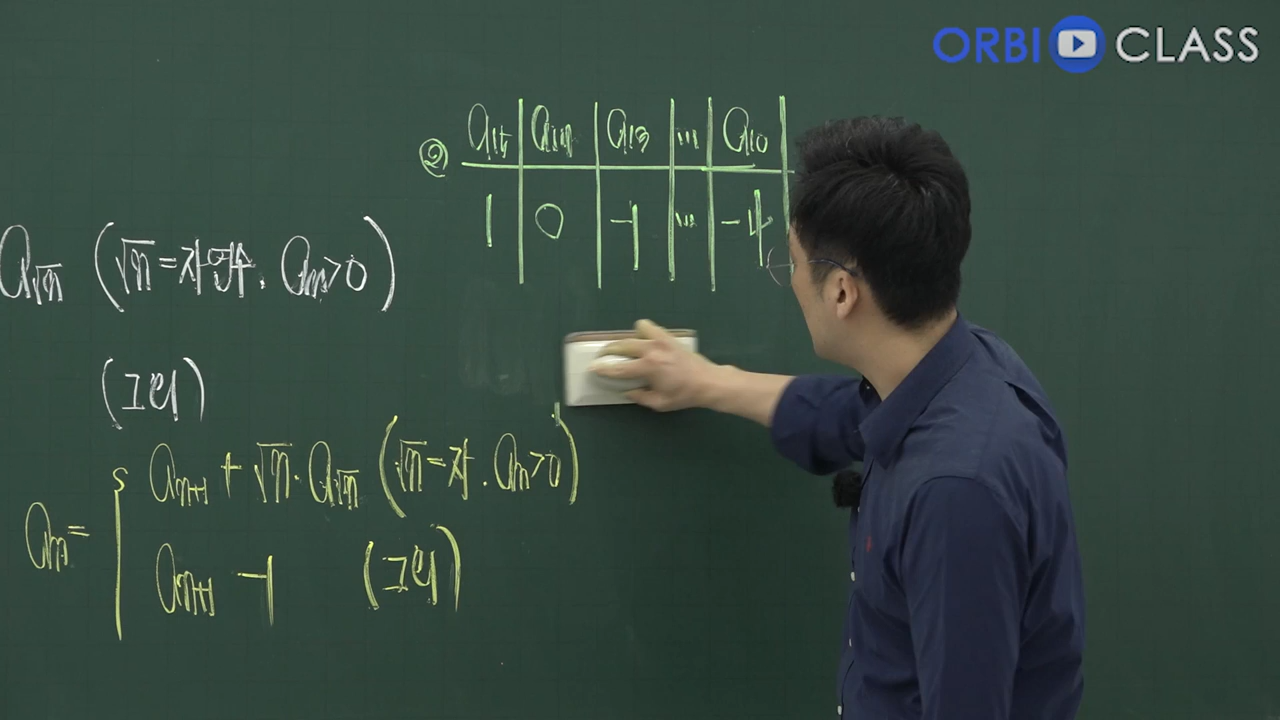 ORBI CLASS
② a₁₅ a₁₄ a₁₃ … a₁₀
1 0 -1 … -4
a√n (√n=자연수. aₙ>0)
(그외)
aₙ₊₁ + √n·a√n (√n=자. aₙ>0)
aₙ=
aₙ₊₁ -1 (그외)